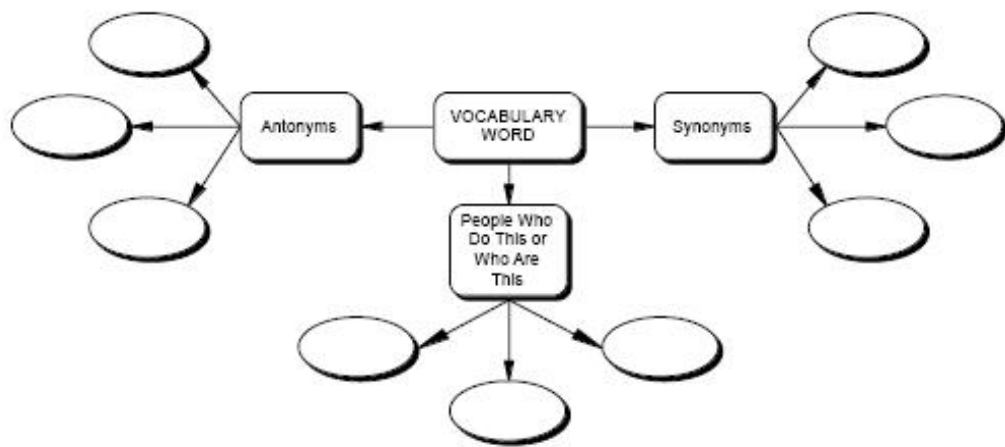 Antonyms
VOCABULARY
WORD
Synonyms
People Who
Do This or
Who Are
This